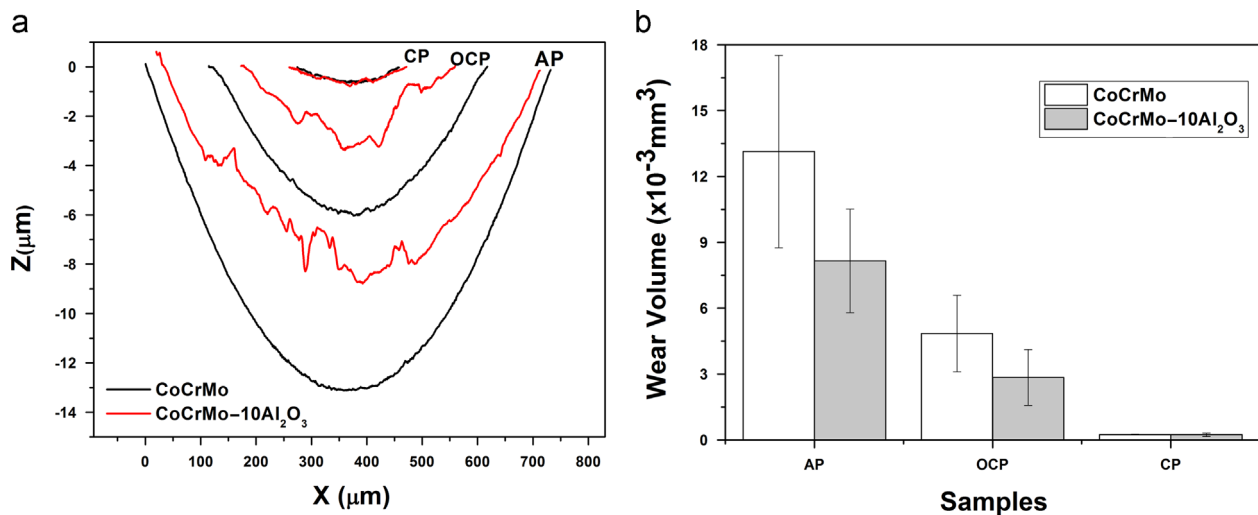 a
CP
OCP
AP
0
-2
-4
-6
-8
-10
-12
-14
Z(μm)
CoCrMo
CoCrMo–10Al₂O₃
0 100 200 300 400 500 600 700 800
X (μm)
b
18
15
12
9
6
3
0
Wear Volume (x10⁻³mm³)
CoCrMo
CoCrMo–10Al₂O₃
AP OCP CP
Samples